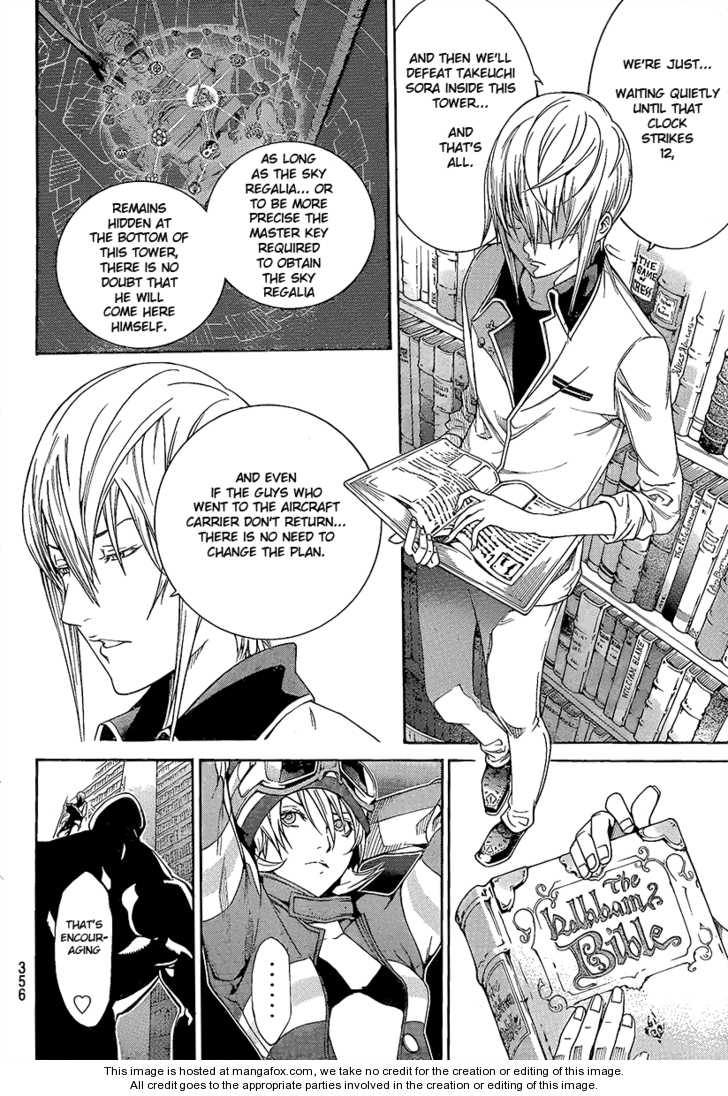 WE'RE JUST...
WAITING QUIETLY
UNTIL THAT
CLOCK
STRIKES
12,
AND THEN WE'LL
DEFEAT TAKEUCHI
SORA INSIDE THIS
TOWER...
AND
THAT'S
ALL.
AS LONG
AS THE SKY
REGALIA... OR
TO BE MORE
PRECISE THE
MASTER KEY
REQUIRED
TO OBTAIN
THE SKY
REGALIA
REMAINS
HIDDEN AT
THE BOTTOM OF
THIS TOWER,
THERE IS NO
DOUBT THAT
HE WILL
COME HERE
HIMSELF.
THE
GAME
OF
WILLIAM BLAKE
AND EVEN
IF THE GUYS WHO
WENT TO THE AIRCRAFT
CARRIER DON'T RETURN...
THERE IS NO NEED TO
CHANGE THE PLAN.
The
Bible
......
THAT'S
ENCOUR-
AGING
♡
356
This image is hosted at mangafox.com, we take no credit for the creation or editing of this image.
All credit goes to the appropriate parties involved in the creation or editing of this image.